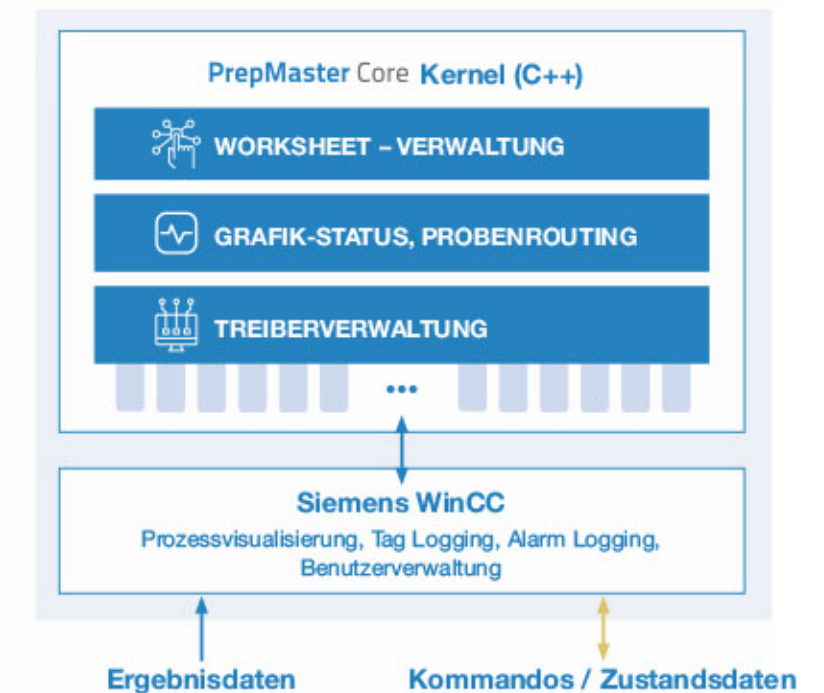 PrepMaster Core Kernel (C++)
WORKSHEET – VERWALTUNG
GRAFIK-STATUS, PROBENROUTING
TREIBERVERWALTUNG
...
Siemens WinCC
Prozessvisualisierung, Tag Logging, Alarm Logging,
Benutzerverwaltung
Ergebnisdaten
Kommandos / Zustandsdaten